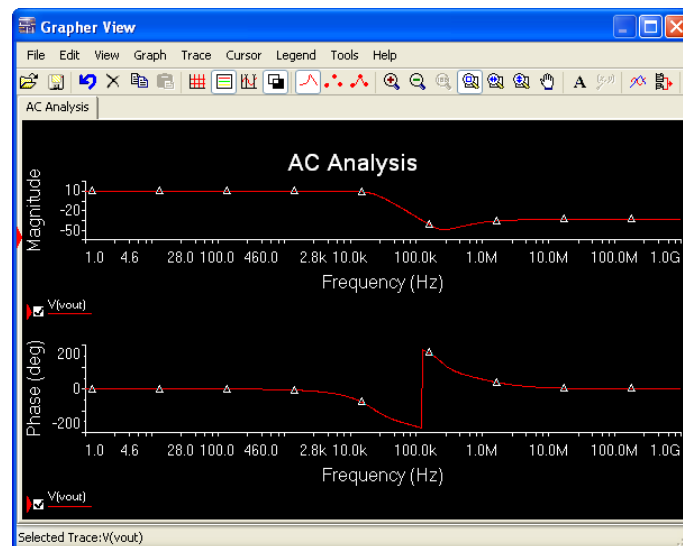 Grapher View
File Edit View Graph Trace Cursor Legend Tools Help
A
AC Analysis
AC Analysis
Magnitude
10
-20
-50
1.0 4.6 28.0 100.0 460.0 2.8k 10.0k 100.0k 1.0M 10.0M 100.0M 1.0G
Frequency (Hz)
V(vout)
Phase (deg)
200
0
-200
1.0 4.6 28.0 100.0 460.0 2.8k 10.0k 100.0k 1.0M 10.0M 100.0M 1.0G
Frequency (Hz)
V(vout)
Selected Trace:V(vout)